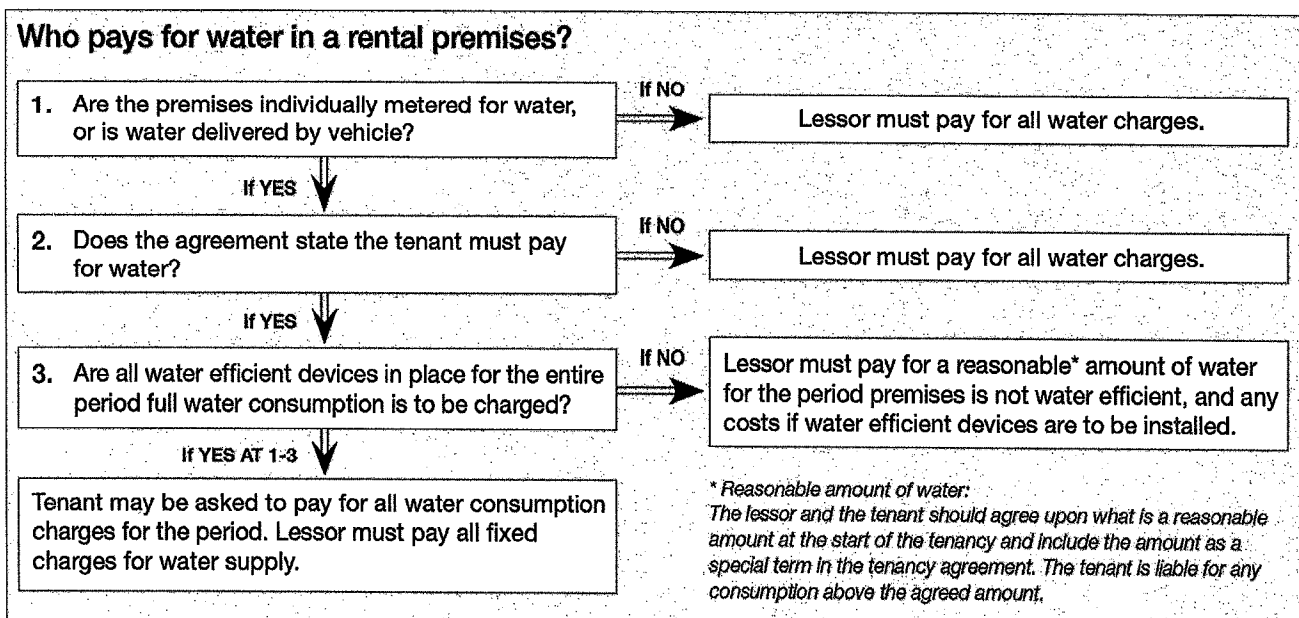 Who pays for water in a rental premises?
1. Are the premises individually metered for water,
or is water delivered by vehicle?
If NO
Lessor must pay for all water charges.
If YES
2. Does the agreement state the tenant must pay
for water?
If NO
Lessor must pay for all water charges.
If YES
3. Are all water efficient devices in place for the entire
period full water consumption is to be charged?
If NO
Lessor must pay for a reasonable* amount of water
for the period premises is not water efficient, and any
costs if water efficient devices are to be installed.
If YES AT 1-3
Tenant may be asked to pay for all water consumption
charges for the period. Lessor must pay all fixed
charges for water supply.
* Reasonable amount of water:
The lessor and the tenant should agree upon what is a reasonable
amount at the start of the tenancy and include the amount as a
special term in the tenancy agreement. The tenant is liable for any
consumption above the agreed amount.